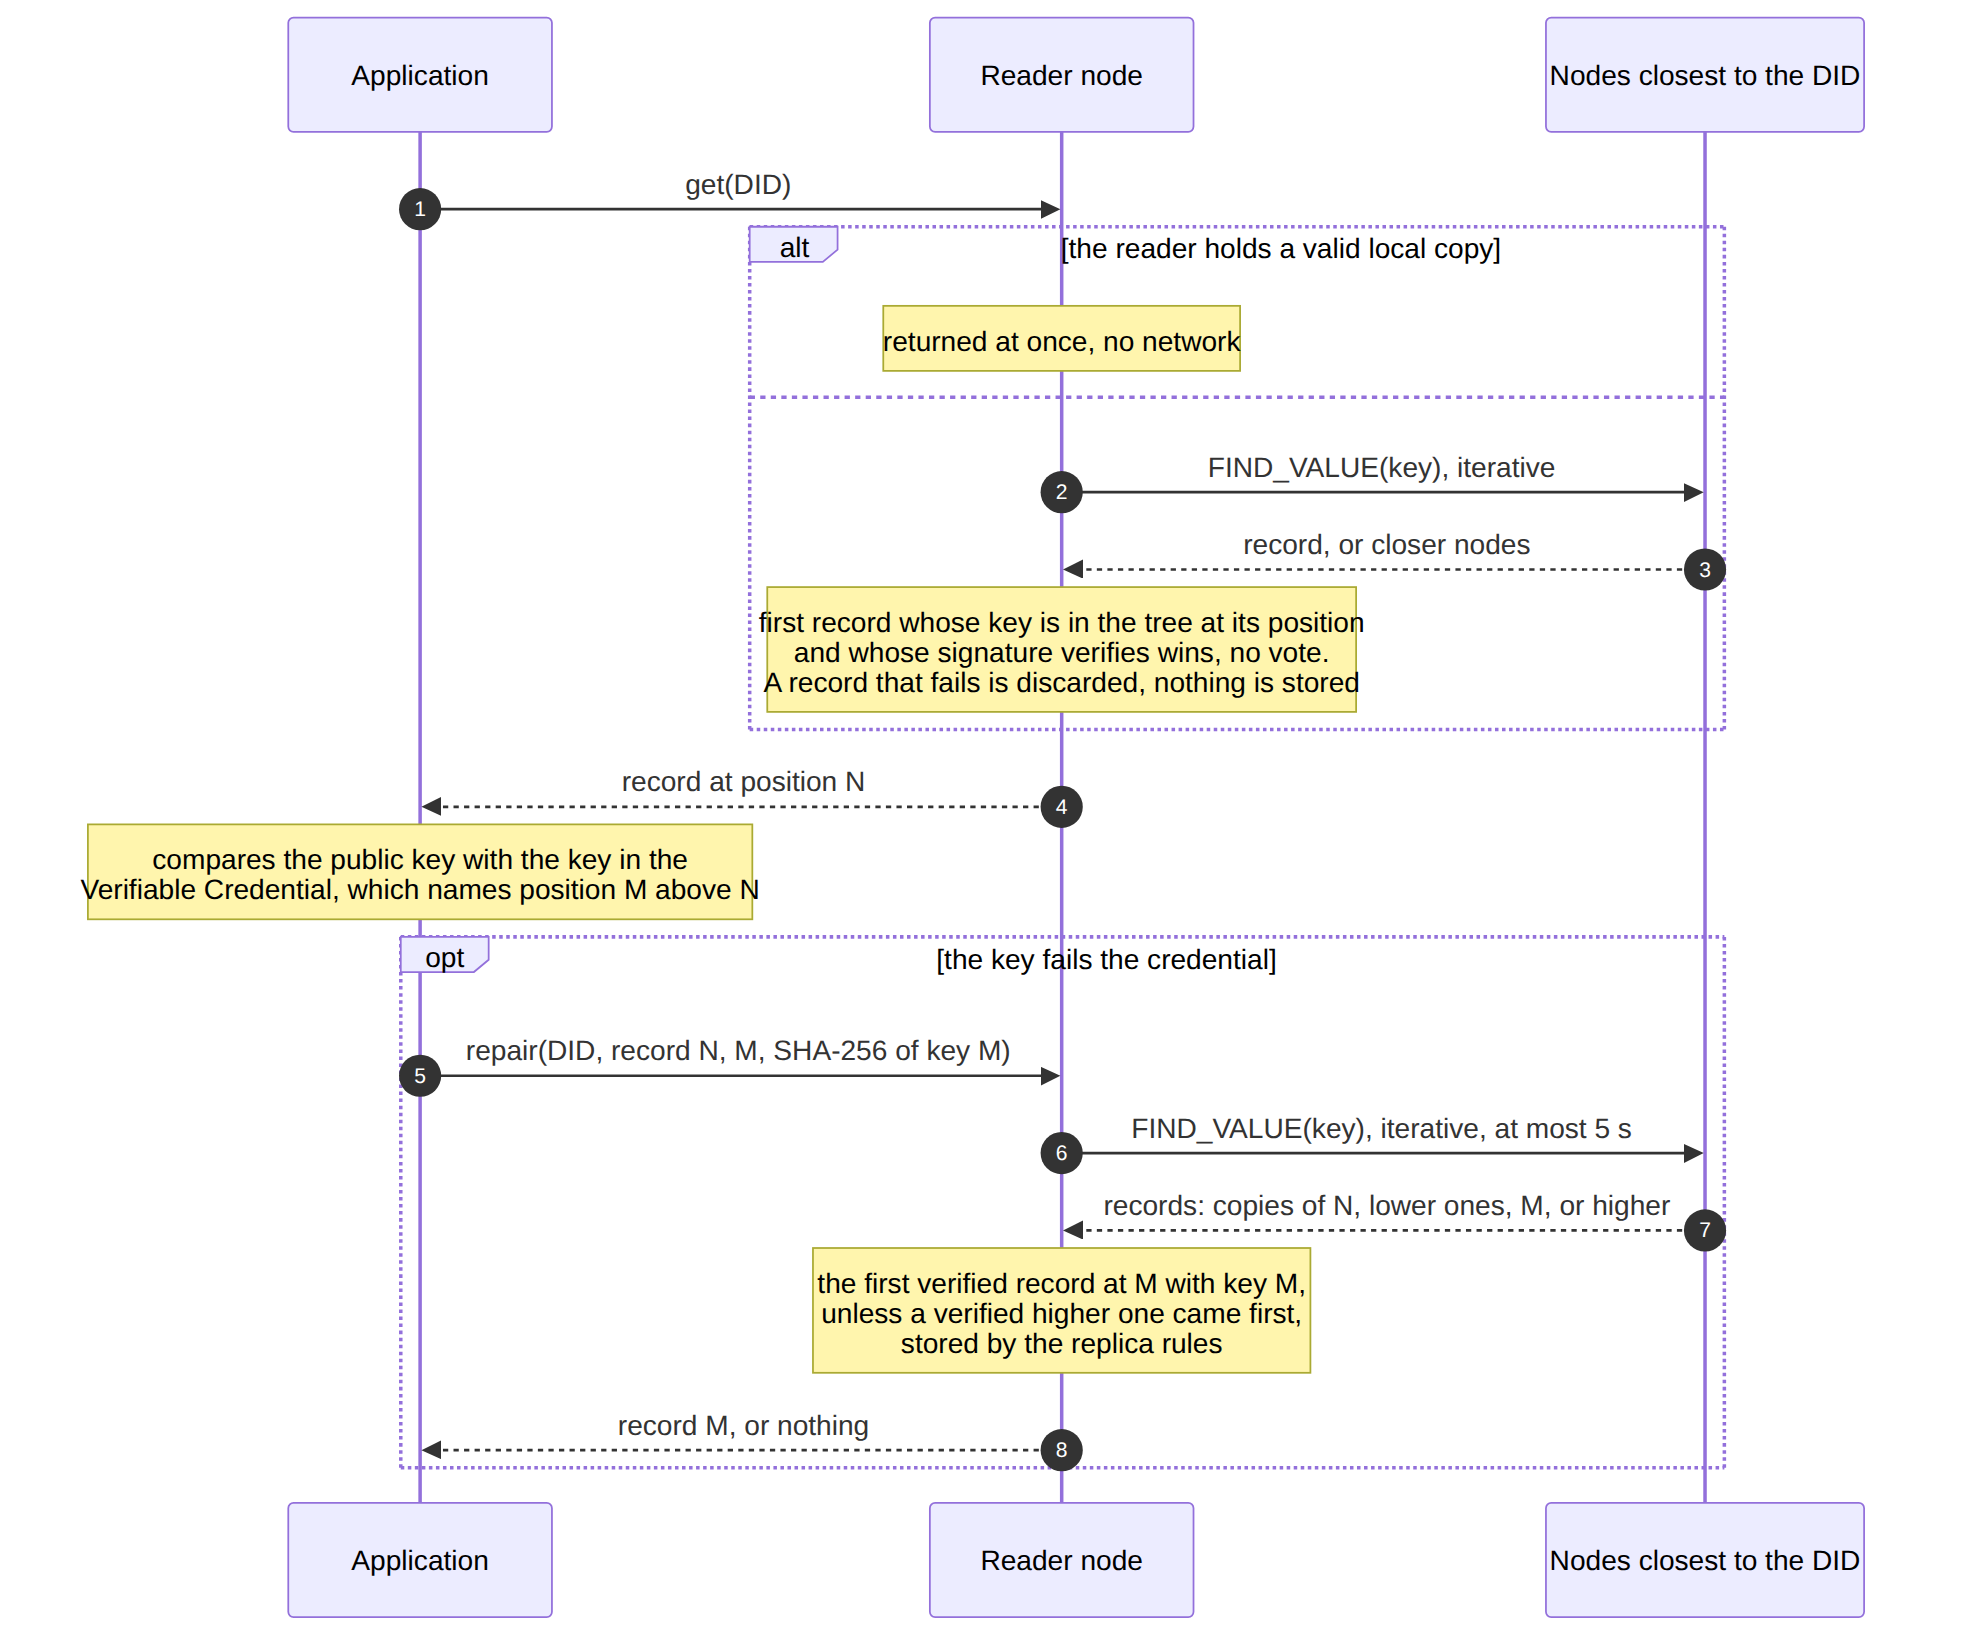 Application
Reader node
Nodes closest to the DID
get(DID)
1
alt
[the reader holds a valid local copy]
returned at once, no network
FIND_VALUE(key), iterative
2
record, or closer nodes
3
first record whose key is in the tree at its position
and whose signature verifies wins, no vote.
A record that fails is discarded, nothing is stored
record at position N
4
compares the public key with the key in the
Verifiable Credential, which names position M above N
opt
[the key fails the credential]
repair(DID, record N, M, SHA-256 of key M)
5
FIND_VALUE(key), iterative, at most 5 s
6
records: copies of N, lower ones, M, or higher
7
the first verified record at M with key M,
unless a verified higher one came first,
stored by the replica rules
record M, or nothing
8
Application
Reader node
Nodes closest to the DID